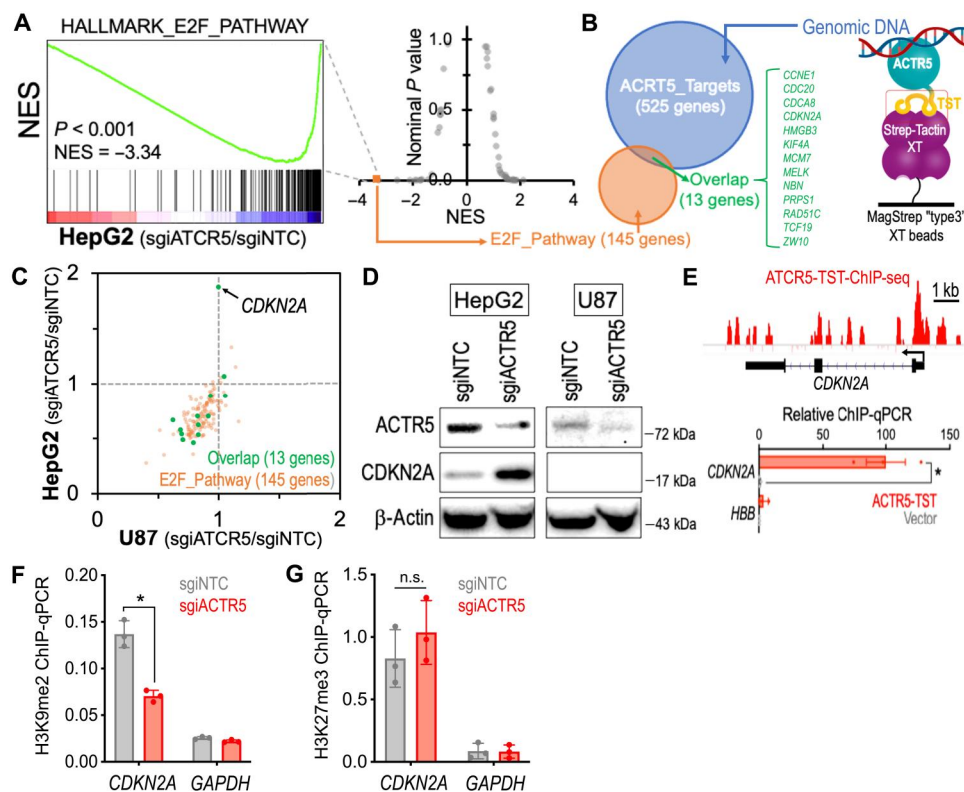 A
HALLMARK_E2F_PATHWAY
NES
P < 0.001
NES = −3.34
HepG2 (sgiATCR5/sgiNTC)
Nominal P value
1.0
0.5
0.0
−4
−2
0
2
4
NES
E2F_Pathway (145 genes)
B
Genomic DNA
ACRT5_Targets
(525 genes)
Overlap
(13 genes)
CCNE1
CDC20
CDCA8
CDKN2A
HMGB3
KIF4A
MCM7
MELK
NBN
PRPS1
RAD51C
TCF19
ZW10
ACTR5
TST
Strep-Tactin
XT
MagStrep "type3"
XT beads
C
HepG2 (sgiATCR5/sgiNTC)
2
1
0
CDKN2A
Overlap (13 genes)
E2F_Pathway (145 genes)
0
1
2
U87 (sgiATCR5/sgiNTC)
D
HepG2
U87
sgiNTC
sgiACTR5
sgiNTC
sgiACTR5
ACTR5
−72 kDa
CDKN2A
−17 kDa
β-Actin
−43 kDa
E
ATCR5-TST-ChIP-seq
1 kb
CDKN2A
Relative ChIP-qPCR
0
50
100
150
CDKN2A
*
HBB
ACTR5-TST
Vector
F
H3K9me2 ChIP-qPCR
0.20
0.15
0.10
0.05
0.00
sgiNTC
sgiACTR5
*
CDKN2A
GAPDH
G
H3K27me3 ChIP-qPCR
1.5
1.0
0.5
0.0
n.s.
sgiNTC
sgiACTR5
CDKN2A
GAPDH